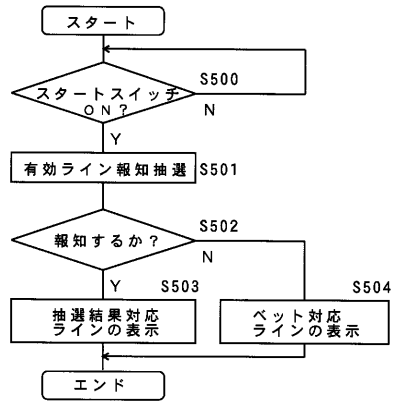 スタート
S500
スタートスイッチ
ON?
N
Y
有効ライン報知抽選
S501
S502
報知するか?
N
Y
S503
S504
抽選結果対応
ラインの表示
ベット対応
ラインの表示
エンド